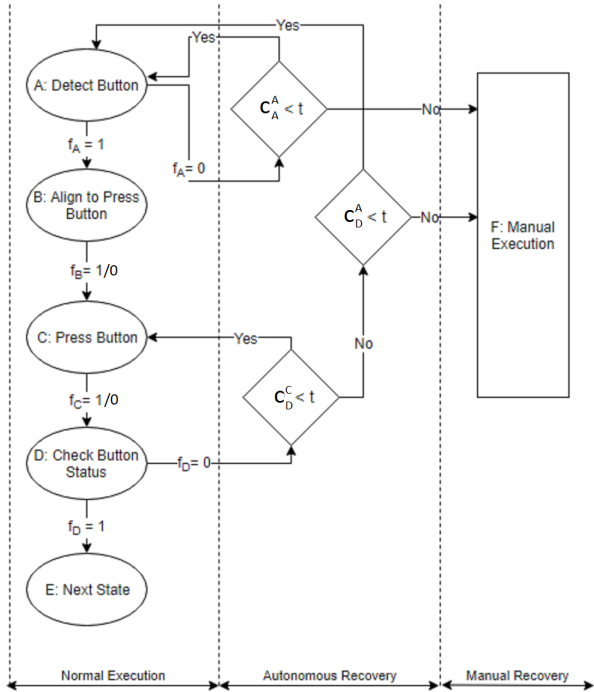 Yes
Yes
A: Detect Button
C_A^A < t
No
f_A = 1
f_A= 0
B: Align to Press
Button
C_D^A < t
No
F: Manual
Execution
f_B= 1/0
C: Press Button
Yes
No
C_D^C < t
f_C= 1/0
D: Check Button
Status
f_D= 0
f_D = 1
E: Next State
Normal Execution
Autonomous Recovery
Manual Recovery